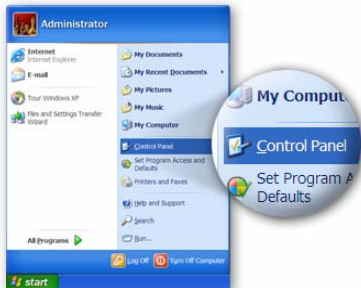 Administrator
Internet
Internet Explorer
E-mail
Tour Windows XP
Files and Settings Transfer
Wizard
All Programs
My Documents
My Recent Documents
My Pictures
My Music
My Computer
Control Panel
Set Program Access and
Defaults
Printers and Faxes
Help and Support
Search
Run...
Log Off
Turn Off Computer
start
My Comput
Control Panel
Set Program A
Defaults